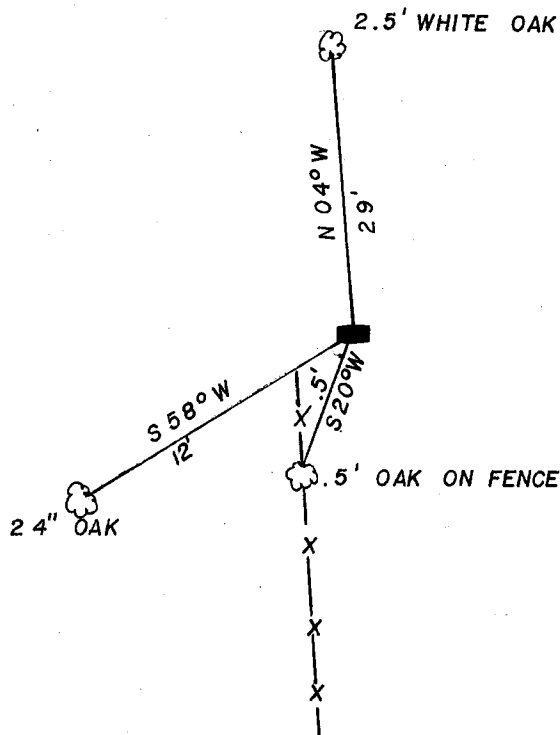 2.5' WHITE OAK
N 04° W
29'
S 58° W
12'
.5'
S 20° W
.5' OAK ON FENCE
24" OAK
X
X
X
X